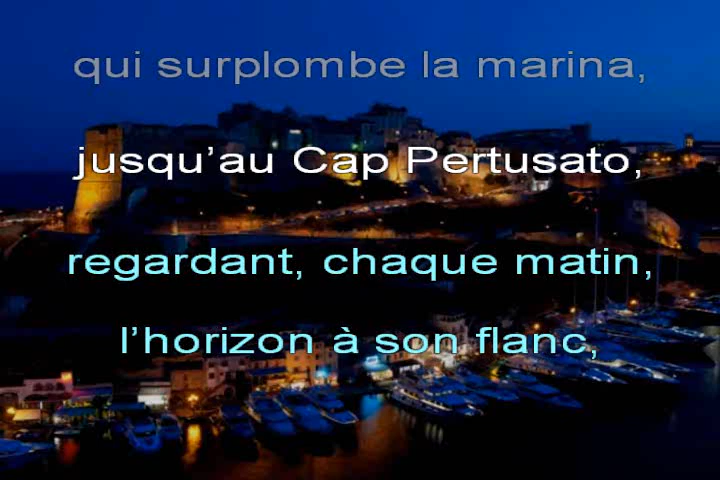 qui surplombe la marina,
jusqu’au Cap Pertusato,
regardant, chaque matin,
l’horizon à son flanc,